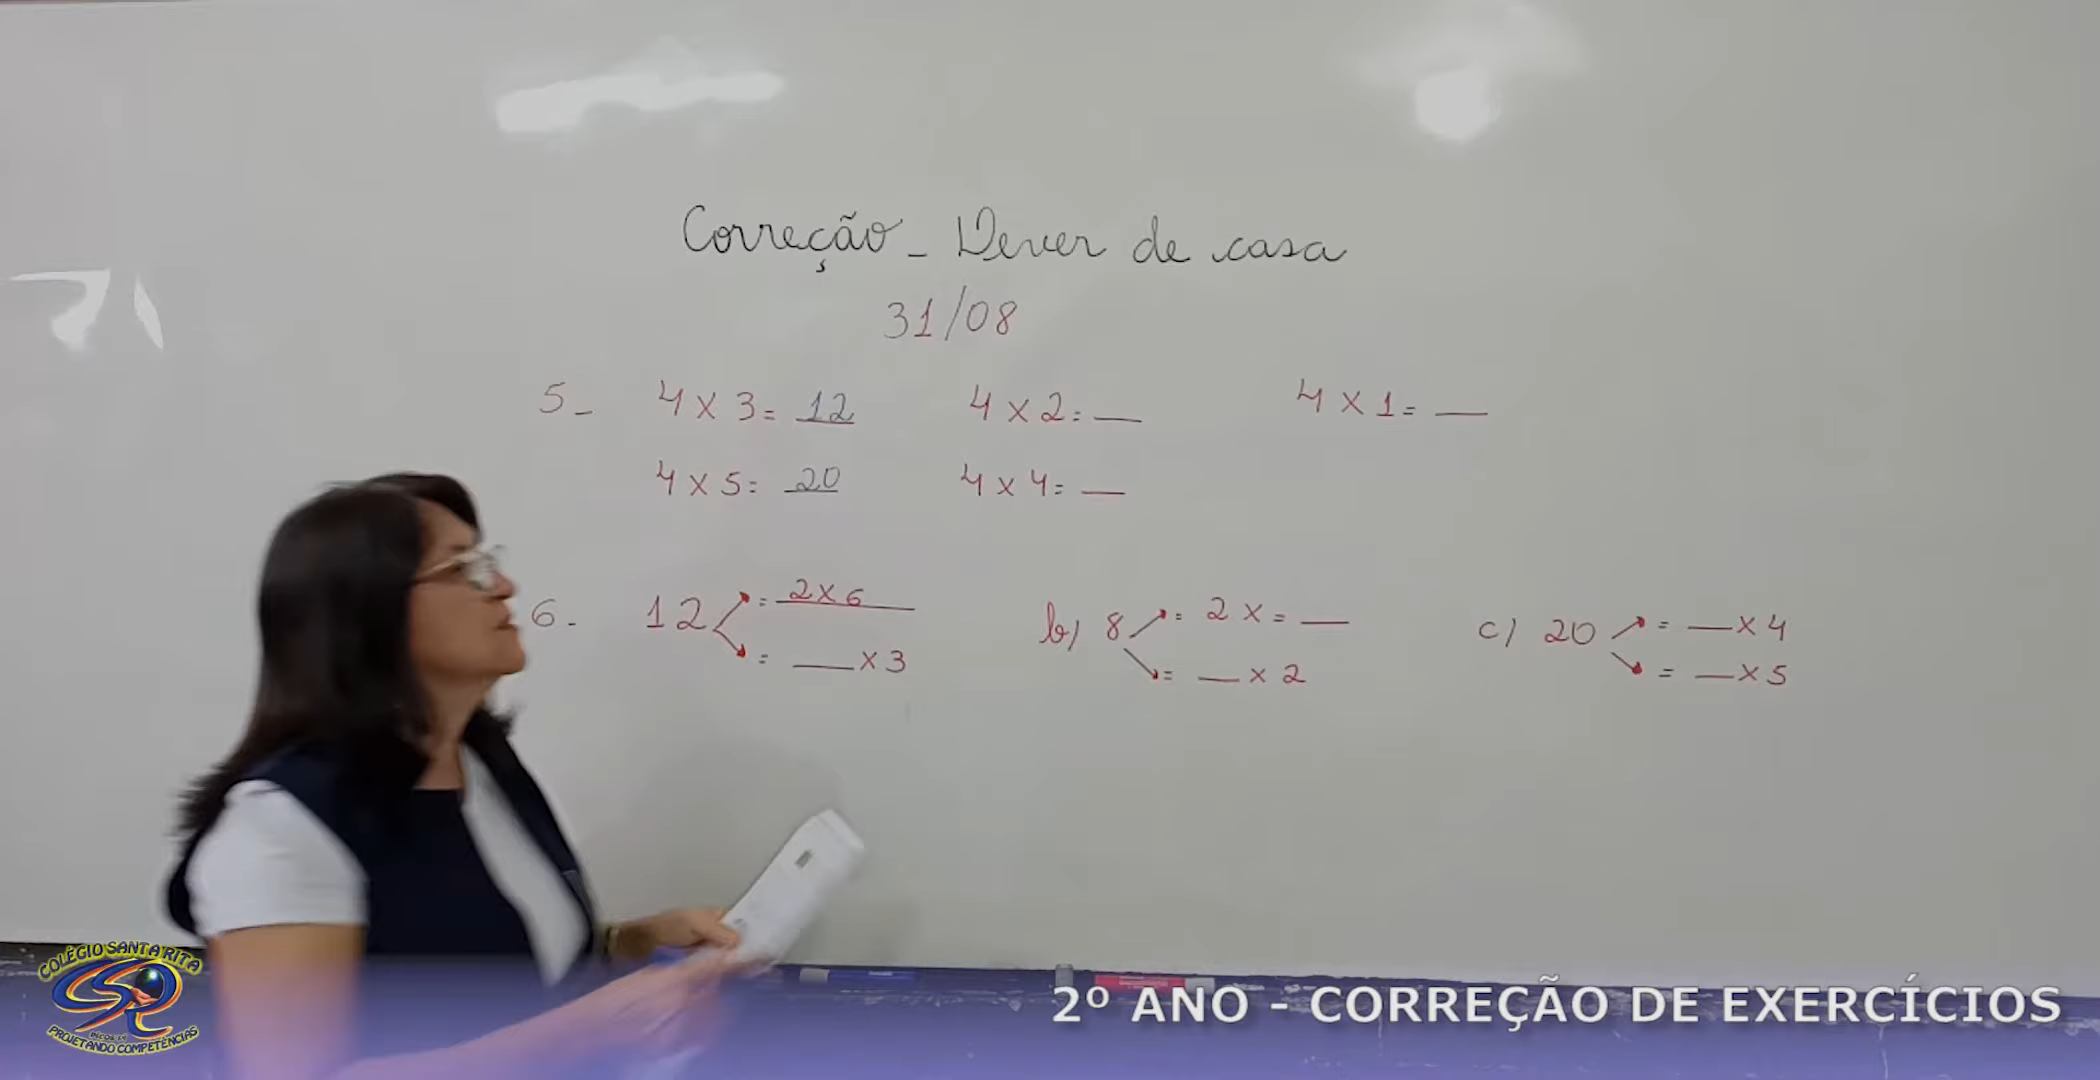 Correção - Dever de casa
31/08
5- 4 x 3 = 12 4 x 2 = __ 4 x 1 = __
4 x 5 = 20 4 x 4 = __
6- 12 = 2 x 6 b) 8 = 2 x = __ c) 20 = __ x 4
= __ x 3 = __ x 2 = __ x 5
COLÉGIO SANTA RITA
PROJETANDO COMPETÊNCIAS
2º ANO - CORREÇÃO DE EXERCÍCIOS